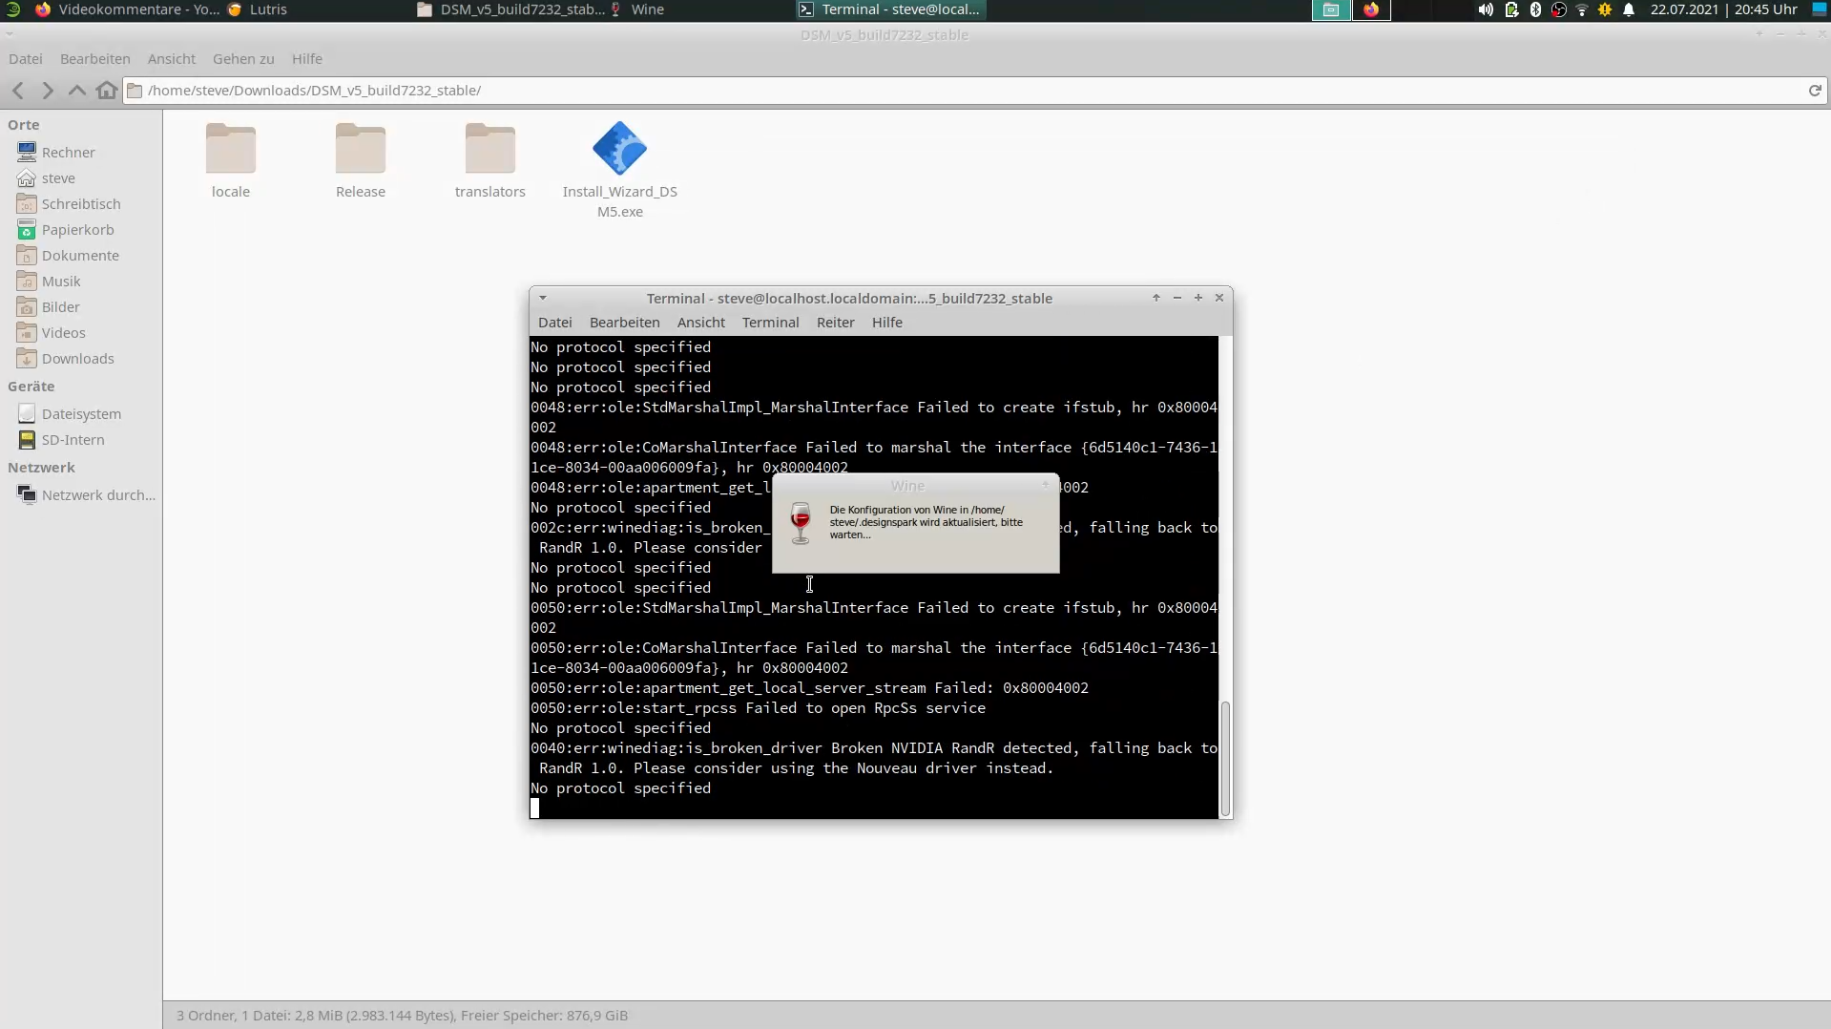 Videokommentare - Yo...
Lutris
DSM_v5_build7232_stab...
Wine
Terminal - steve@local...
22.07.2021 | 20:45 Uhr
DSM_v5_build7232_stable
Datei Bearbeiten Ansicht Gehen zu Hilfe
/home/steve/Downloads/DSM_v5_build7232_stable/
Orte
Rechner
steve
Schreibtisch
Papierkorb
Dokumente
Musik
Bilder
Videos
Downloads
Geräte
Dateisystem
SD-Intern
Netzwerk
Netzwerk durch...
locale
Release
translators
Install_Wizard_DS
M5.exe
Terminal - steve@localhost.localdomain:...5_build7232_stable
Datei Bearbeiten Ansicht Terminal Reiter Hilfe
No protocol specified
No protocol specified
No protocol specified
0048:err:ole:StdMarshalImpl_MarshalInterface Failed to create ifstub, hr 0x80004
002
0048:err:ole:CoMarshalInterface Failed to marshal the interface {6d5140c1-7436-1
1ce-8034-00aa006009fa}, hr 0x80004002
0048:err:ole:apartment_get_l 002
No protocol specified
002c:err:winediag:is_broken_ d, falling back to
RandR 1.0. Please consider
No protocol specified
No protocol specified
0050:err:ole:StdMarshalImpl_MarshalInterface Failed to create ifstub, hr 0x80004
002
0050:err:ole:CoMarshalInterface Failed to marshal the interface {6d5140c1-7436-1
1ce-8034-00aa006009fa}, hr 0x80004002
0050:err:ole:apartment_get_local_server_stream Failed: 0x80004002
0050:err:ole:start_rpcss Failed to open RpcSs service
No protocol specified
0040:err:winediag:is_broken_driver Broken NVIDIA RandR detected, falling back to
RandR 1.0. Please consider using the Nouveau driver instead.
No protocol specified
Wine
Die Konfiguration von Wine in /home/
steve/.designspark wird aktualisiert, bitte
warten...
3 Ordner, 1 Datei: 2,8 MiB (2.983.144 Bytes), Freier Speicher: 876,9 GiB